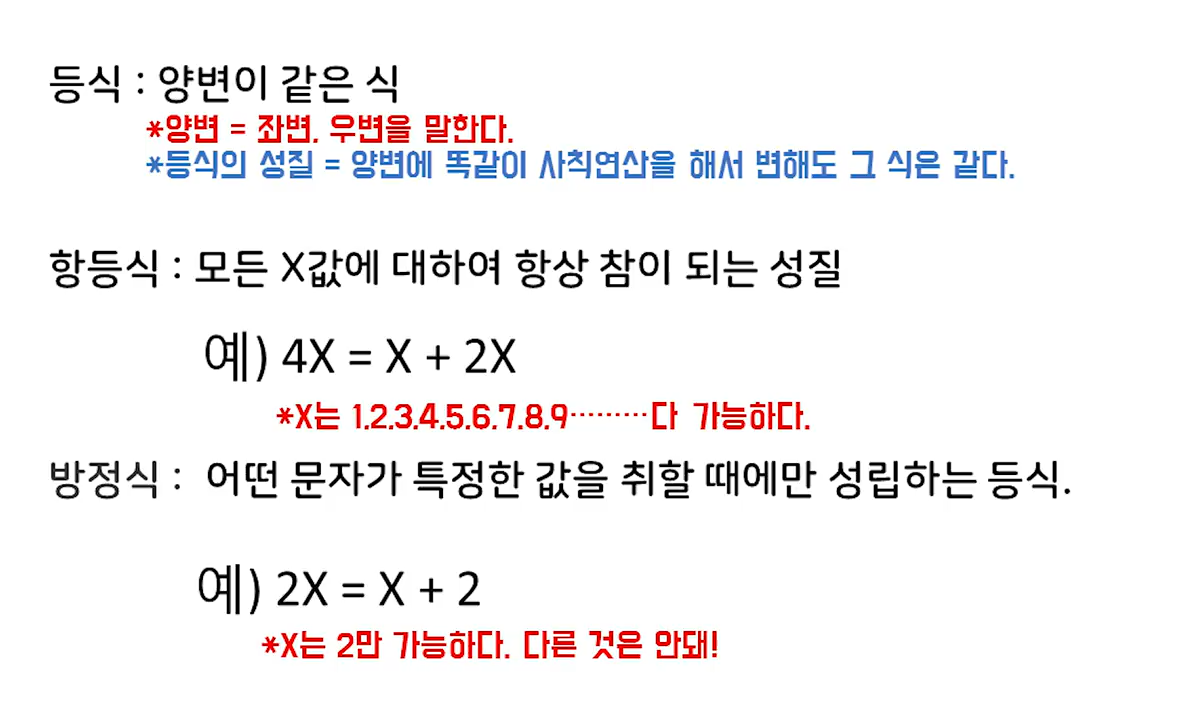 등식 : 양변이 같은 식
*양변 = 좌변, 우변을 말한다.
*등식의 성질 = 양변에 똑같이 사칙연산을 해서 변해도 그 식은 같다.
항등식 : 모든 X값에 대하여 항상 참이 되는 성질
예) 4X = X + 2X
*X는 1,2,3,4,5,6,7,8,9………다 가능하다.
방정식 : 어떤 문자가 특정한 값을 취할 때에만 성립하는 등식.
예) 2X = X + 2
*X는 2만 가능하다. 다른 것은 안돼!